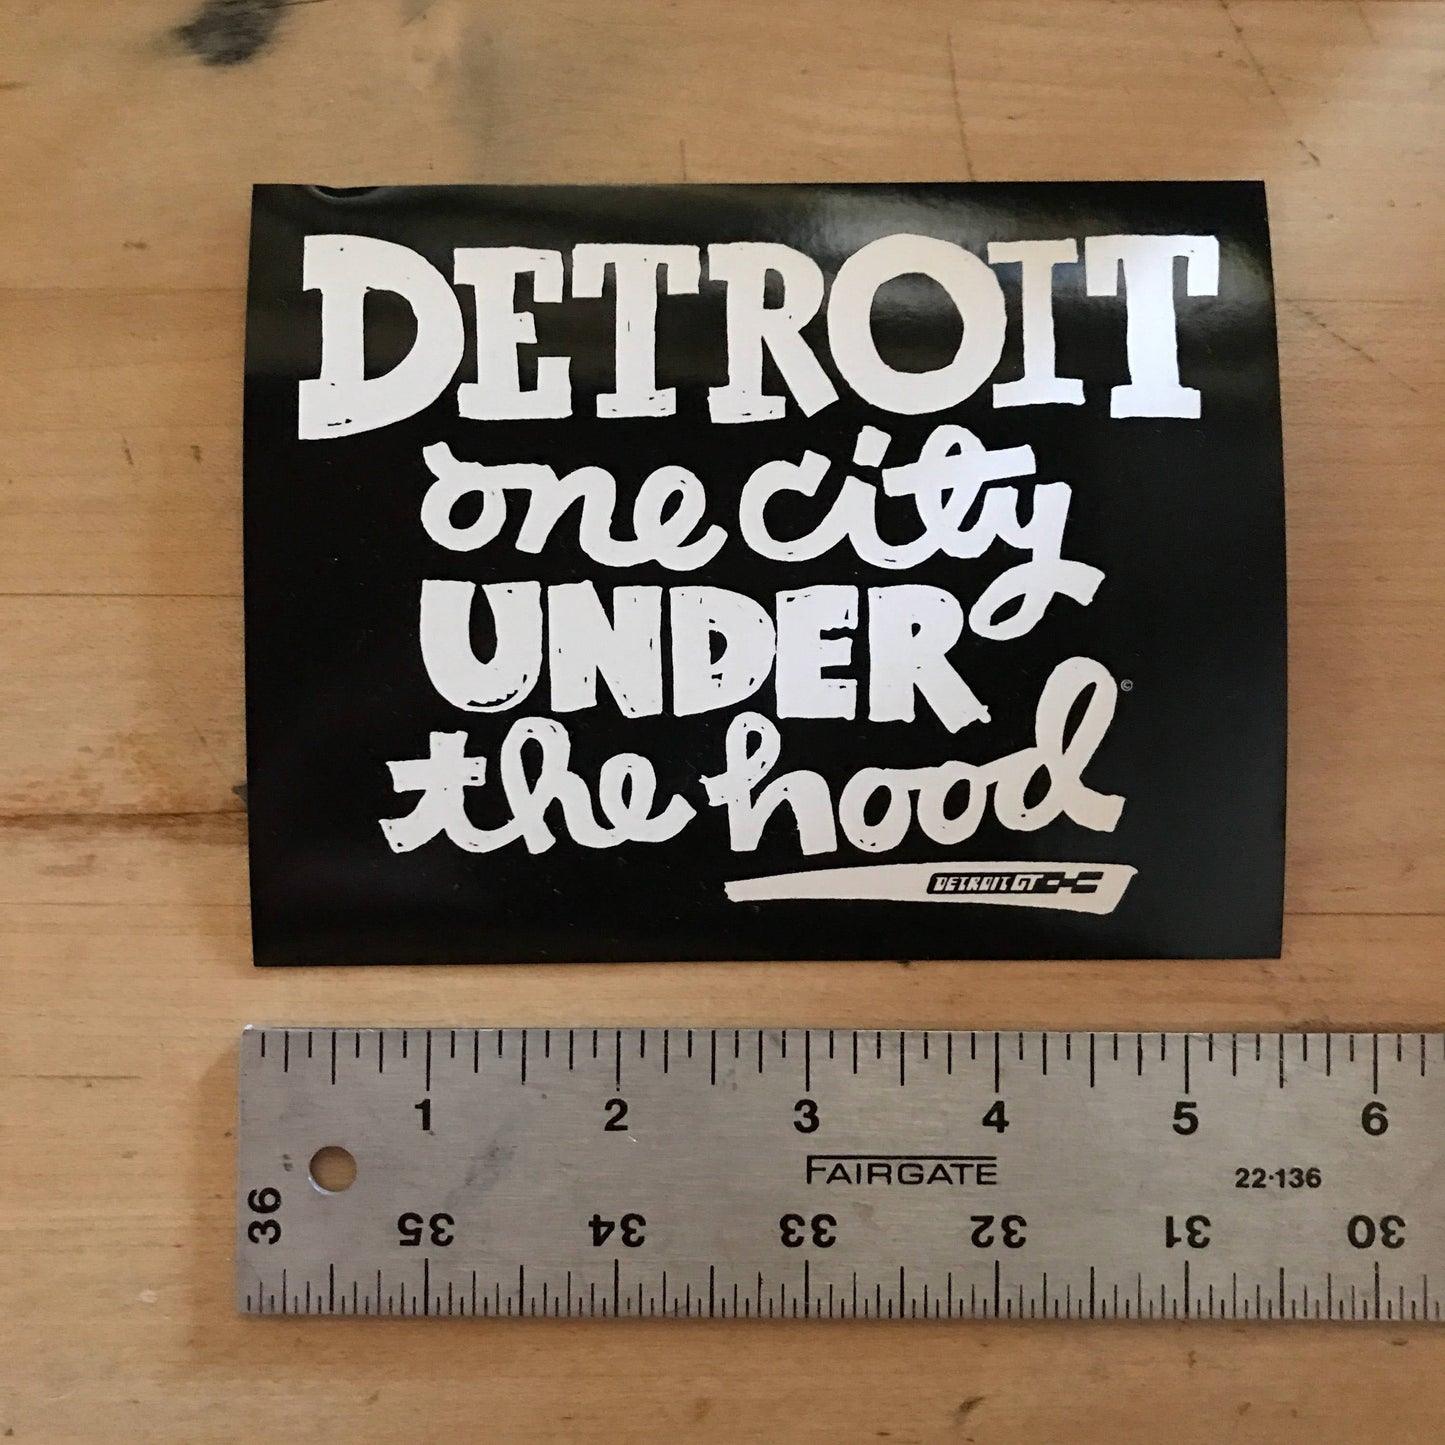 DETROIT
one city
UNDER
the hood
©
DETROIT GT
1 2 3 4 5 6
FAIRGATE
22·136
36
35 34 33 32 31 30